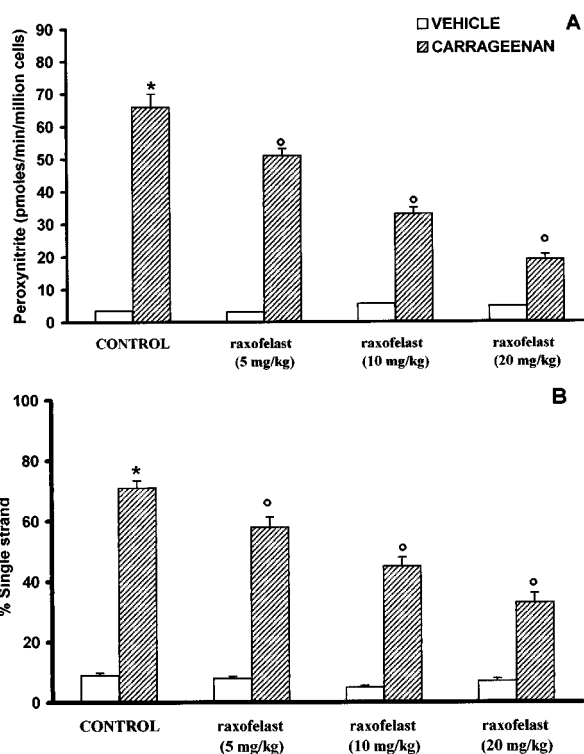 VEHICLE
CARRAGEENAN
A
Peroxynitrite (pmoles/min/million cells)
90
80
70
60
50
40
30
20
10
0
*
°
°
°
CONTROL
raxofelast
(5 mg/kg)
raxofelast
(10 mg/kg)
raxofelast
(20 mg/kg)
B
% Single strand
100
80
60
40
20
0
*
°
°
°
CONTROL
raxofelast
(5 mg/kg)
raxofelast
(10 mg/kg)
raxofelast
(20 mg/kg)